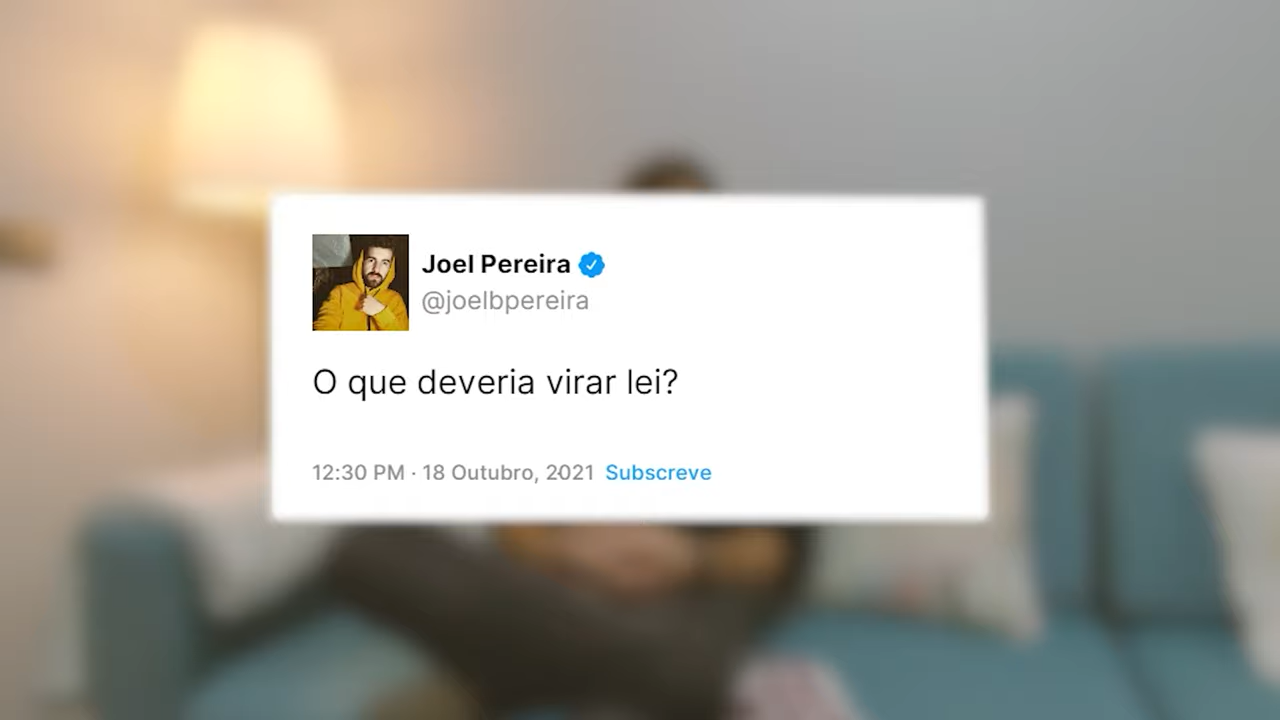 Joel Pereira
@joelbpereira
O que deveria virar lei?
12:30 PM · 18 Outubro, 2021 Subscreve